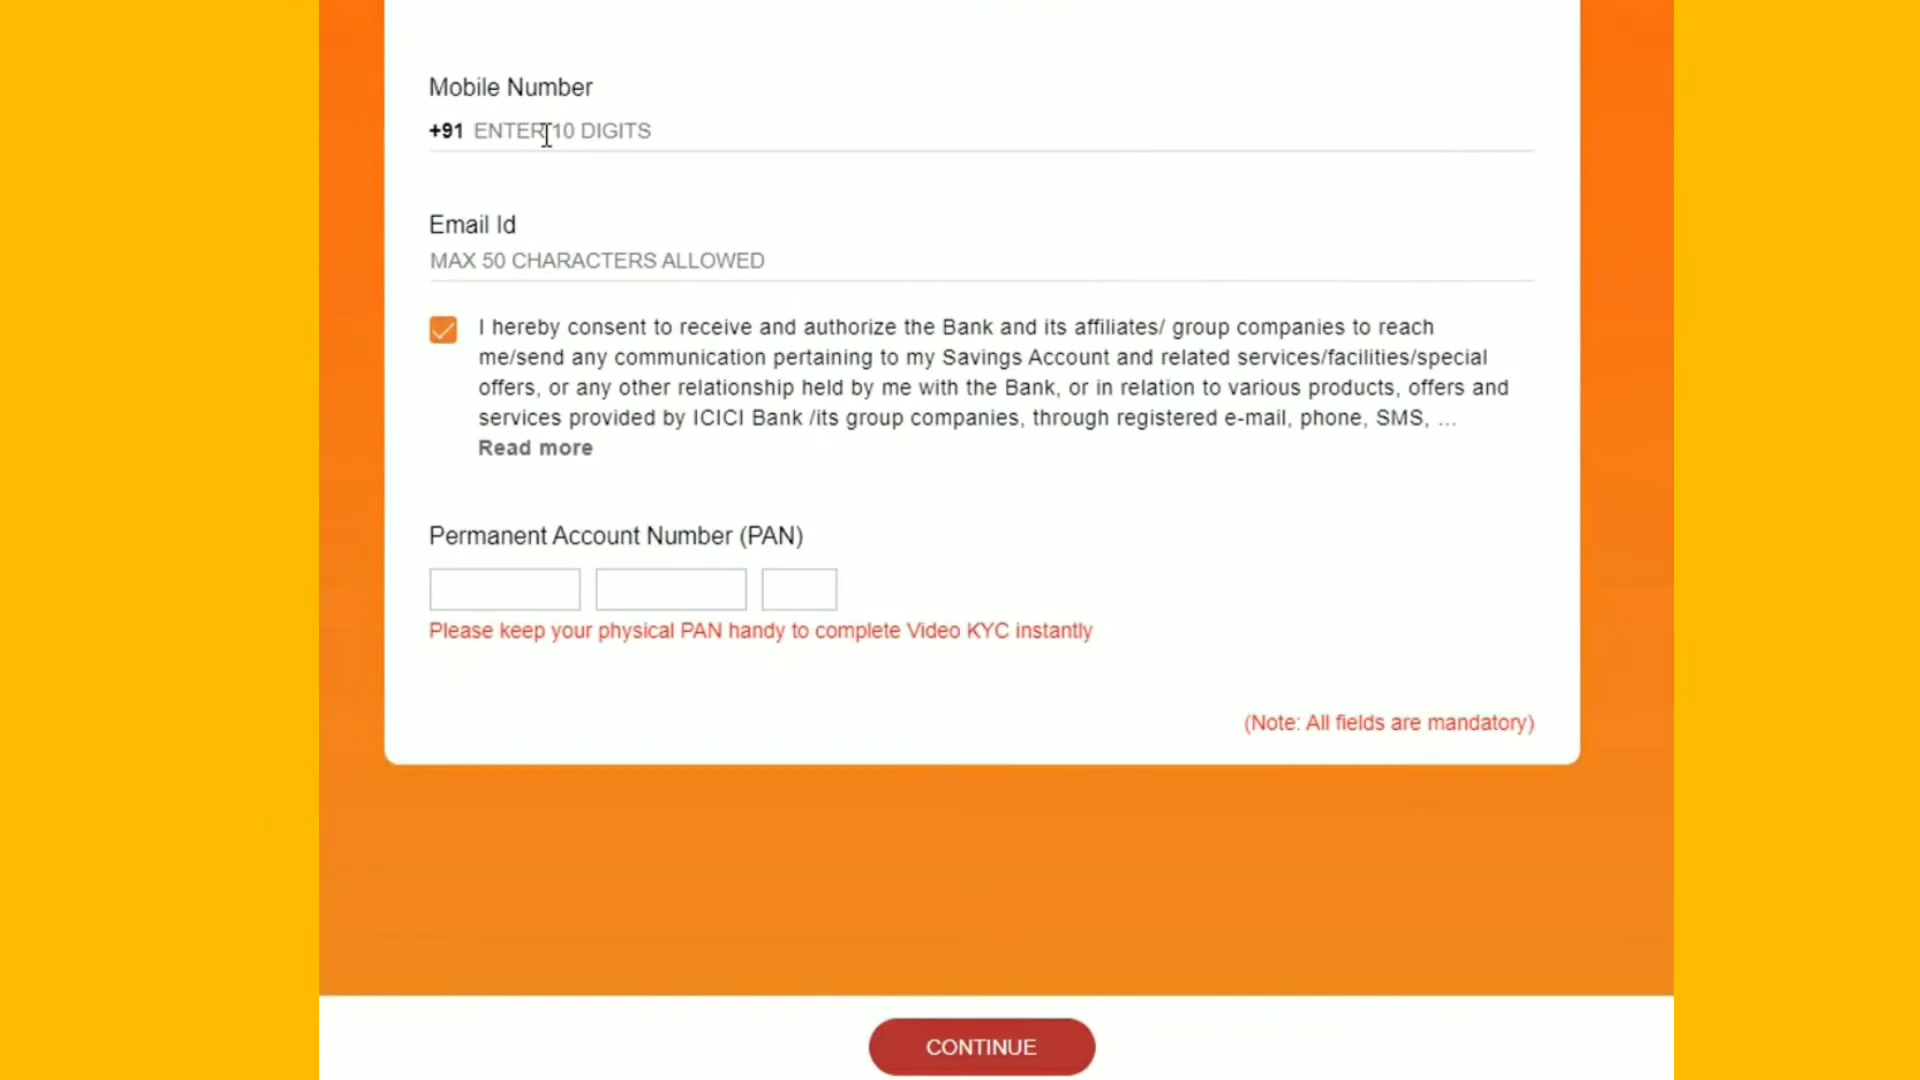 Mobile Number
+91 ENTER 10 DIGITS
Email Id
MAX 50 CHARACTERS ALLOWED
I hereby consent to receive and authorize the Bank and its affiliates/ group companies to reach
me/send any communication pertaining to my Savings Account and related services/facilities/special
offers, or any other relationship held by me with the Bank, or in relation to various products, offers and
services provided by ICICI Bank /its group companies, through registered e-mail, phone, SMS, ...
Read more
Permanent Account Number (PAN)
Please keep your physical PAN handy to complete Video KYC instantly
(Note: All fields are mandatory)
CONTINUE